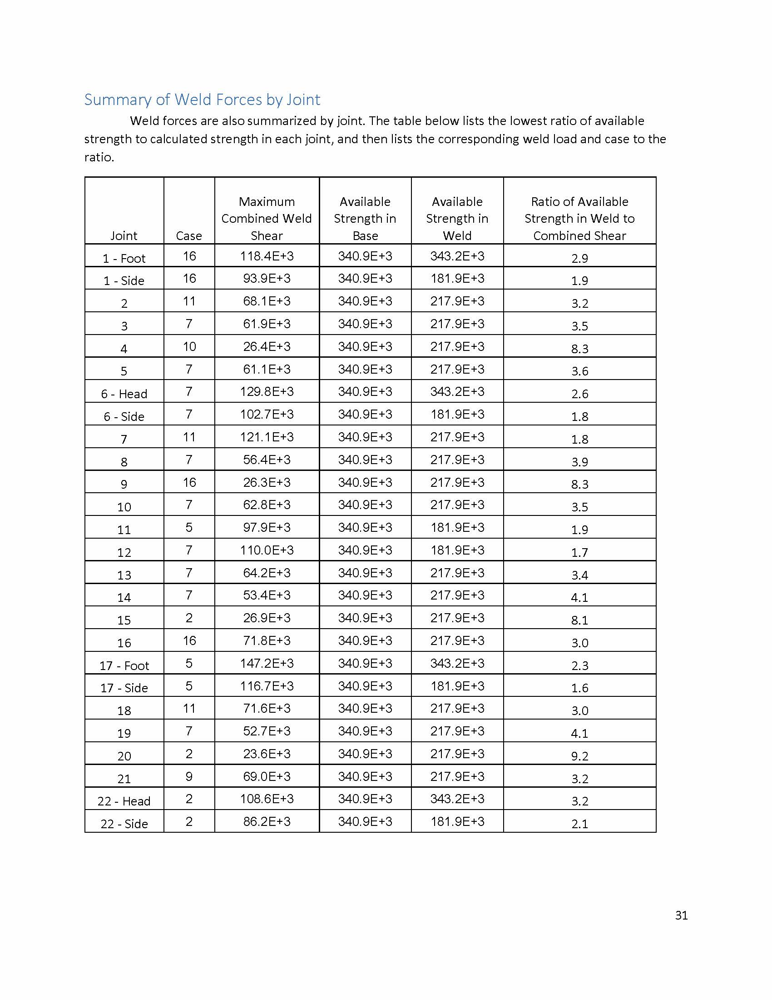 Summary of Weld Forces by Joint
Weld forces are also summarized by joint. The table below lists the lowest ratio of available
strength to calculated strength in each joint, and then lists the corresponding weld load and case to the
ratio.
Joint Case Maximum Combined Weld Shear Available Strength in Base Available Strength in Weld Ratio of Available Strength in Weld to Combined Shear
1 - Foot 16 118.4E+3 340.9E+3 343.2E+3 2.9
1 - Side 16 93.9E+3 340.9E+3 181.9E+3 1.9
2 11 68.1E+3 340.9E+3 217.9E+3 3.2
3 7 61.9E+3 340.9E+3 217.9E+3 3.5
4 10 26.4E+3 340.9E+3 217.9E+3 8.3
5 7 61.1E+3 340.9E+3 217.9E+3 3.6
6 - Head 7 129.8E+3 340.9E+3 343.2E+3 2.6
6 - Side 7 102.7E+3 340.9E+3 181.9E+3 1.8
7 11 121.1E+3 340.9E+3 217.9E+3 1.8
8 7 56.4E+3 340.9E+3 217.9E+3 3.9
9 16 26.3E+3 340.9E+3 217.9E+3 8.3
10 7 62.8E+3 340.9E+3 217.9E+3 3.5
11 5 97.9E+3 340.9E+3 181.9E+3 1.9
12 7 110.0E+3 340.9E+3 181.9E+3 1.7
13 7 64.2E+3 340.9E+3 217.9E+3 3.4
14 7 53.4E+3 340.9E+3 217.9E+3 4.1
15 2 26.9E+3 340.9E+3 217.9E+3 8.1
16 16 71.8E+3 340.9E+3 217.9E+3 3.0
17 - Foot 5 147.2E+3 340.9E+3 343.2E+3 2.3
17 - Side 5 116.7E+3 340.9E+3 181.9E+3 1.6
18 11 71.6E+3 340.9E+3 217.9E+3 3.0
19 7 52.7E+3 340.9E+3 217.9E+3 4.1
20 2 23.6E+3 340.9E+3 217.9E+3 9.2
21 9 69.0E+3 340.9E+3 217.9E+3 3.2
22 - Head 2 108.6E+3 340.9E+3 343.2E+3 3.2
22 - Side 2 86.2E+3 340.9E+3 181.9E+3 2.1
31